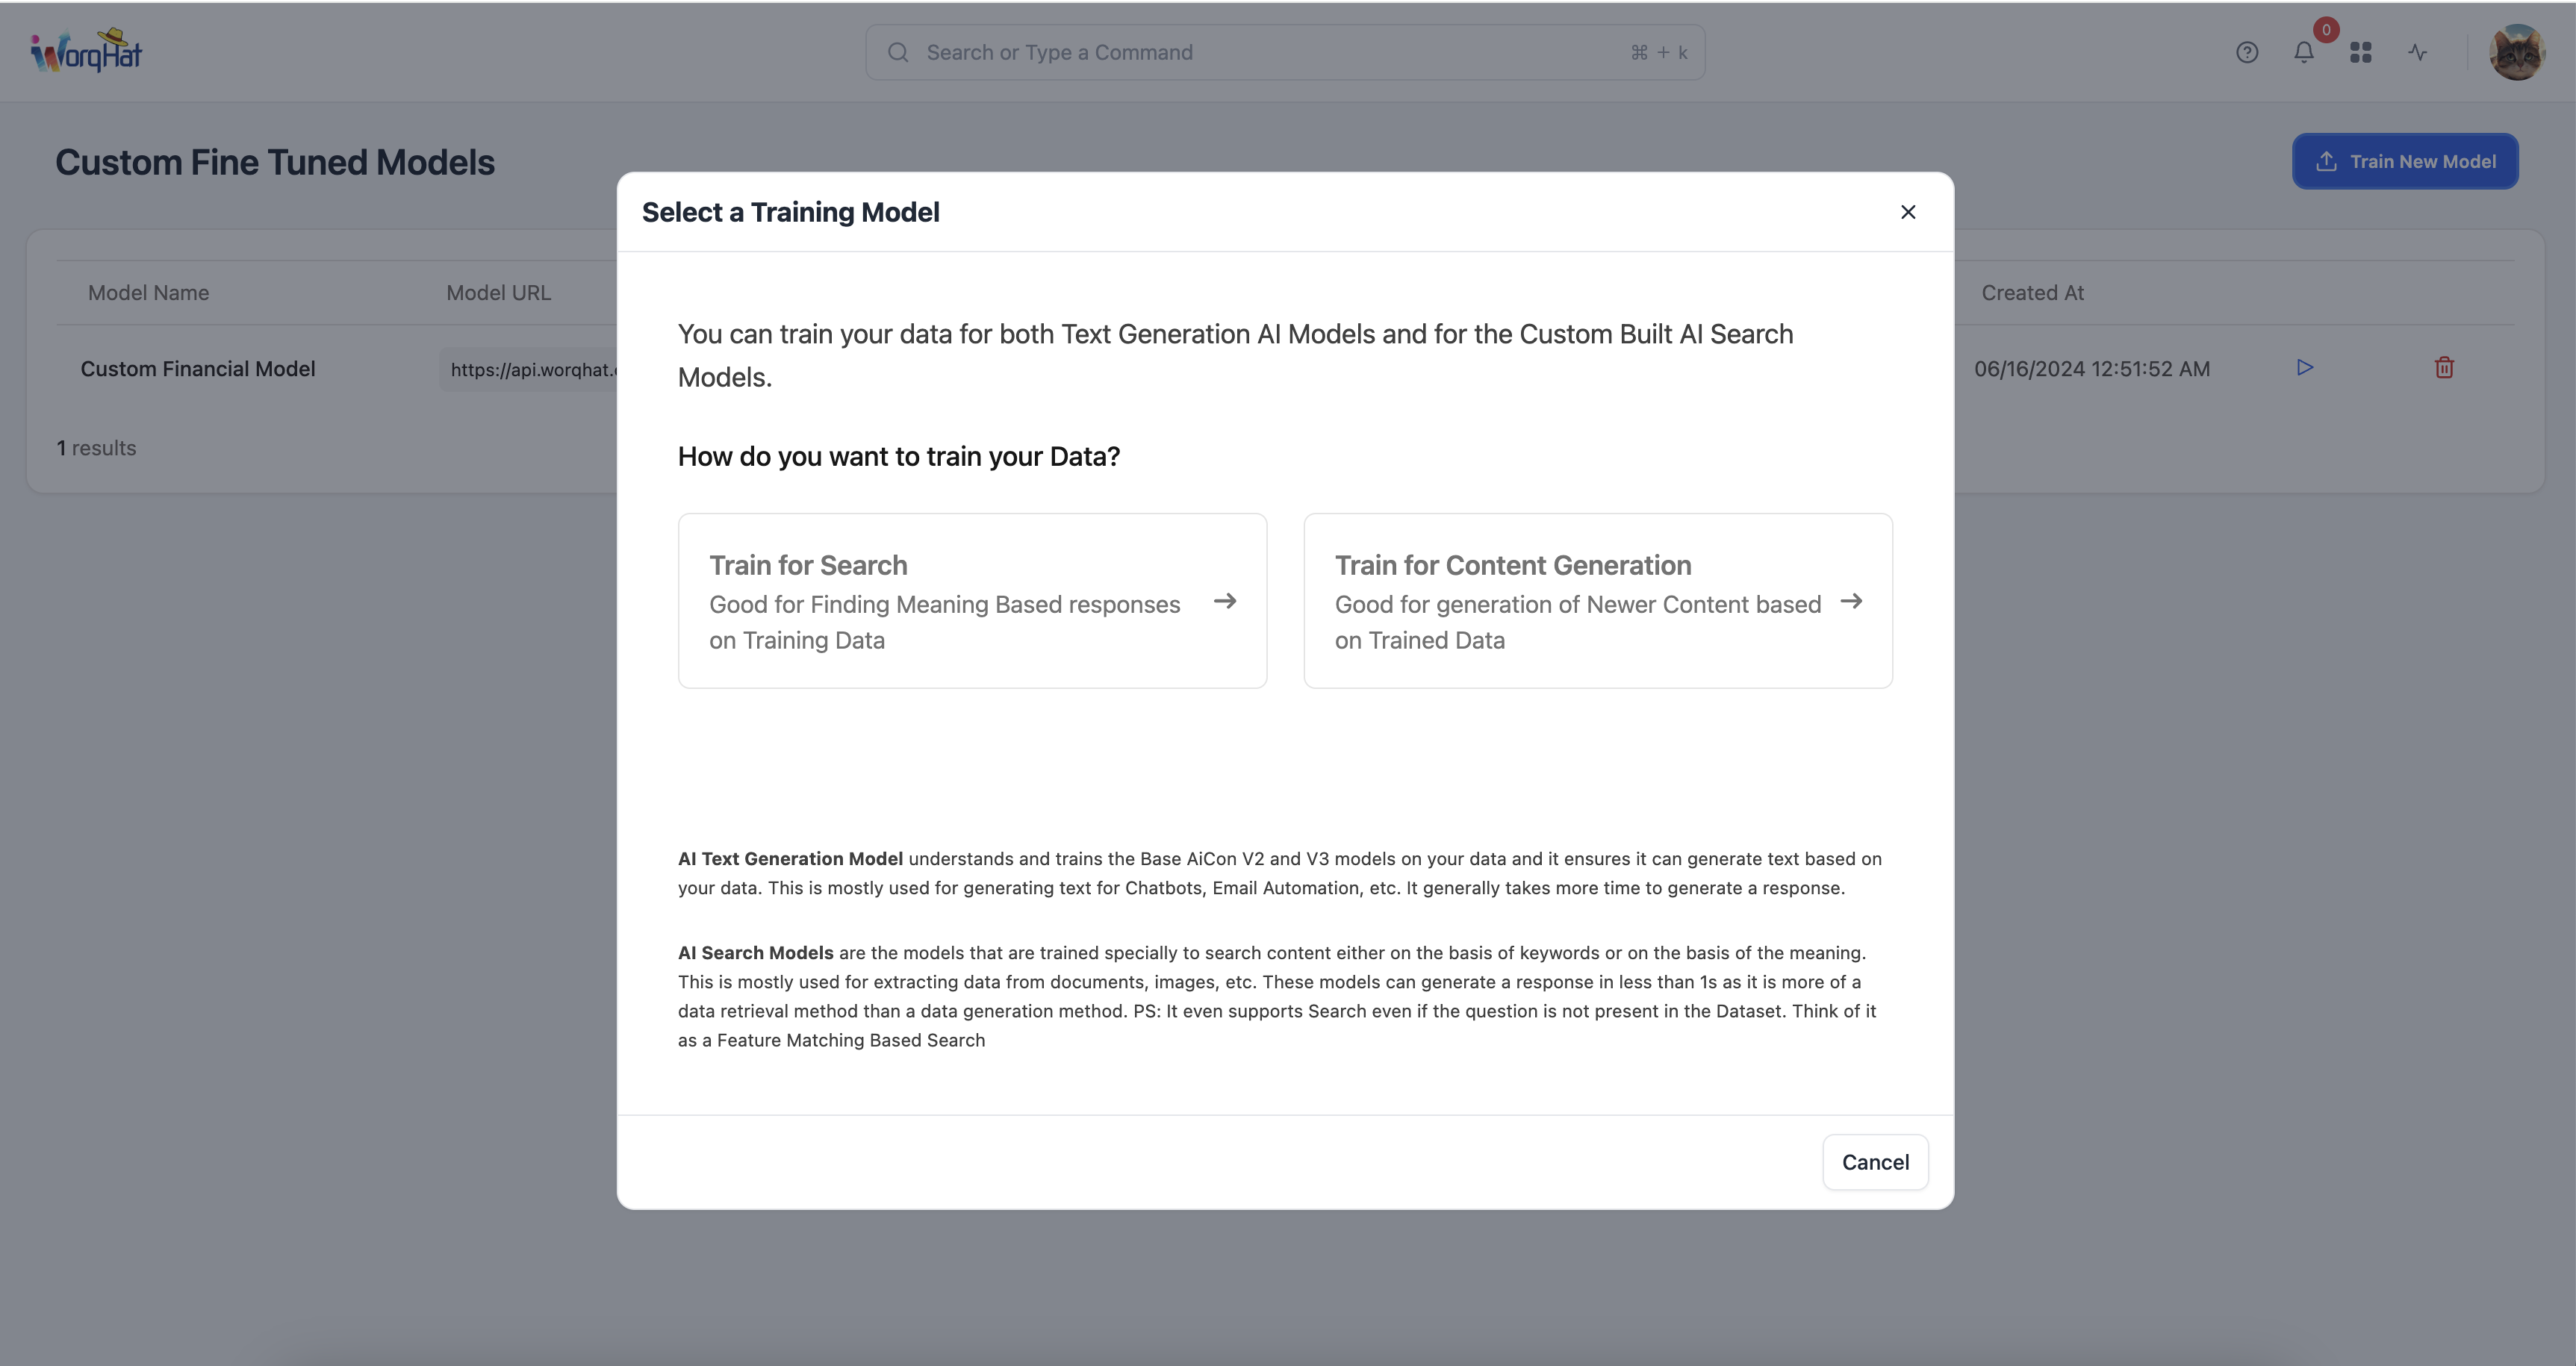 WorqHat
Search or Type a Command
⌘ + k
0
Custom Fine Tuned Models
Train New Model
Select a Training Model
Model Name
Model URL
Created At
Custom Financial Model
https://api.worqhat.
06/16/2024 12:51:52 AM
1 results
You can train your data for both Text Generation AI Models and for the Custom Built AI Search
Models.
How do you want to train your Data?
Train for Search
Good for Finding Meaning Based responses
on Training Data
Train for Content Generation
Good for generation of Newer Content based
on Trained Data
AI Text Generation Model understands and trains the Base AiCon V2 and V3 models on your data and it ensures it can generate text based on
your data. This is mostly used for generating text for Chatbots, Email Automation, etc. It generally takes more time to generate a response.
AI Search Models are the models that are trained specially to search content either on the basis of keywords or on the basis of the meaning.
This is mostly used for extracting data from documents, images, etc. These models can generate a response in less than 1s as it is more of a
data retrieval method than a data generation method. PS: It even supports Search even if the question is not present in the Dataset. Think of it
as a Feature Matching Based Search
Cancel